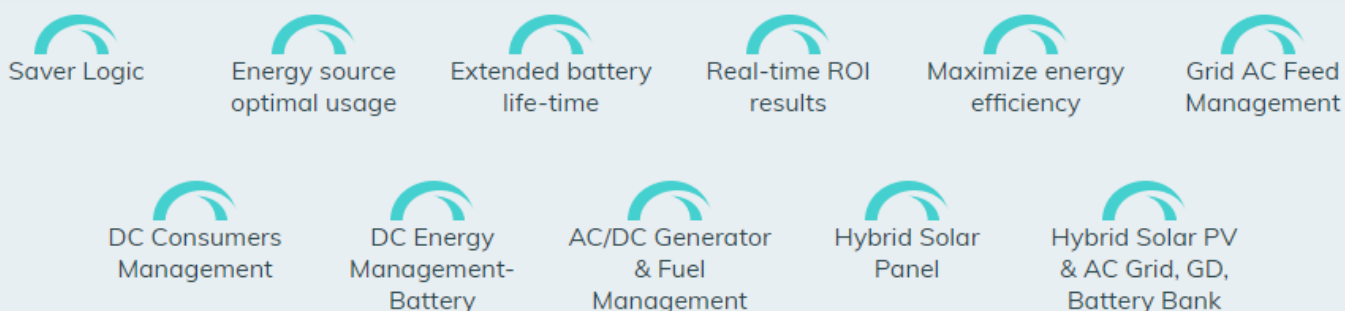 Saver Logic
Energy source
optimal usage
Extended battery
life-time
Real-time ROI
results
Maximize energy
efficiency
Grid AC Feed
Management
DC Consumers
Management
DC Energy
Management-
Battery
AC/DC Generator
& Fuel
Management
Hybrid Solar
Panel
Hybrid Solar PV
& AC Grid, GD,
Battery Bank